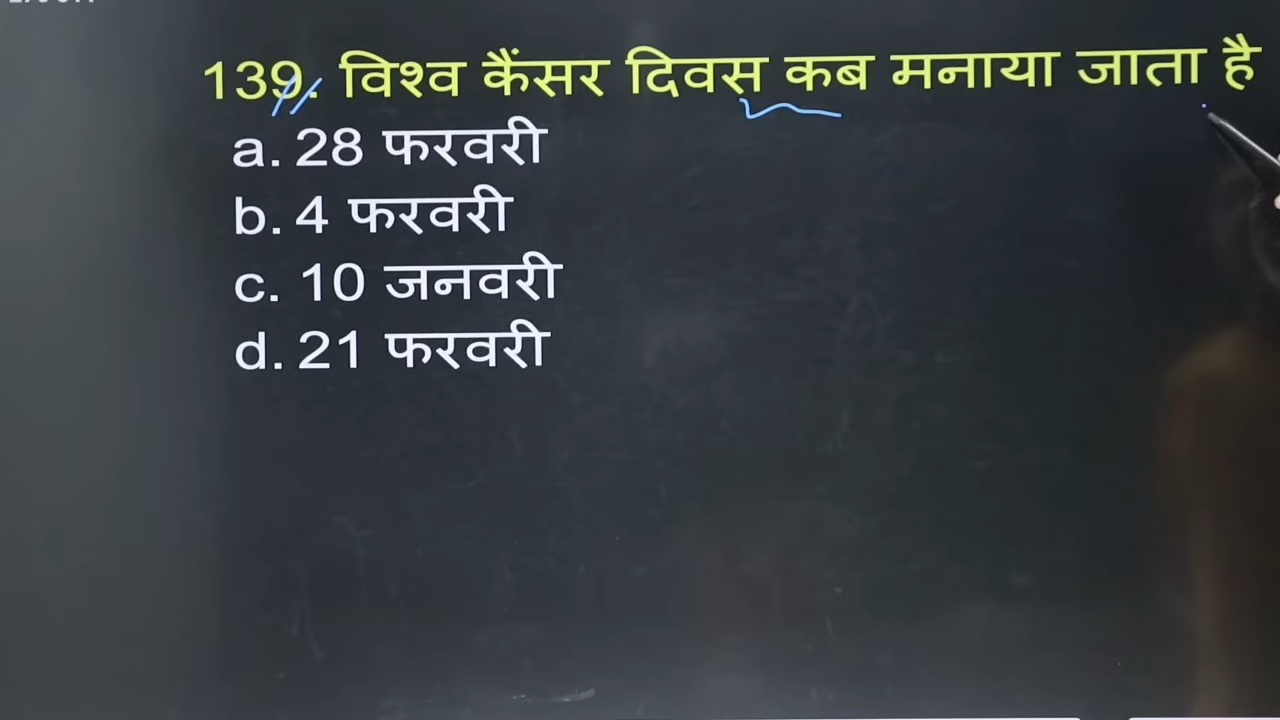 139. विश्व कैंसर दिवस कब मनाया जाता है
a. 28 फरवरी
b. 4 फरवरी
c. 10 जनवरी
d. 21 फरवरी